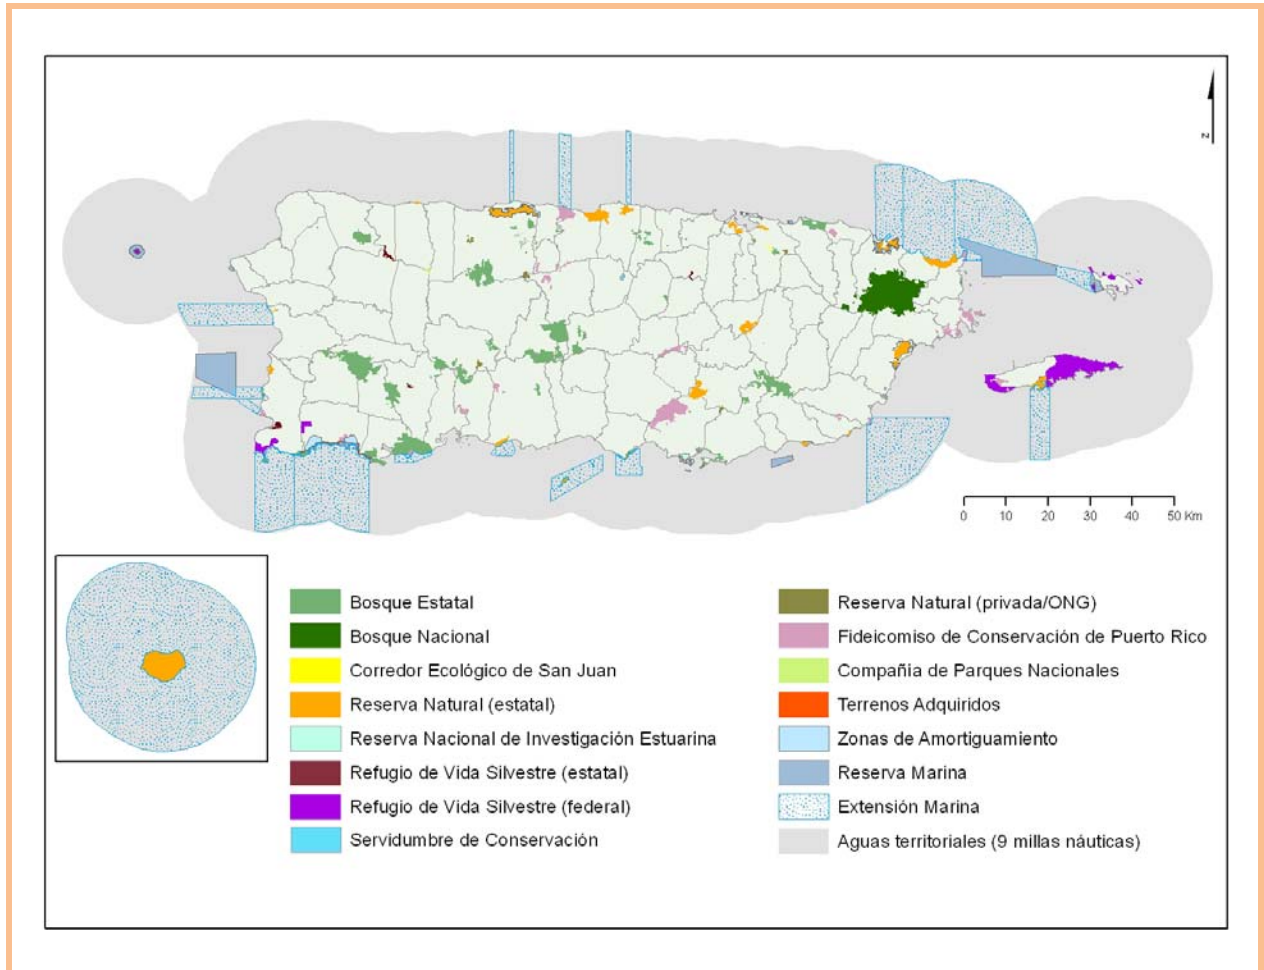 N
0 10 20 30 40 50 Km
Bosque Estatal
Bosque Nacional
Corredor Ecológico de San Juan
Reserva Natural (estatal)
Reserva Nacional de Investigación Estuarina
Refugio de Vida Silvestre (estatal)
Refugio de Vida Silvestre (federal)
Servidumbre de Conservación
Reserva Natural (privada/ONG)
Fideicomiso de Conservación de Puerto Rico
Compañia de Parques Nacionales
Terrenos Adquiridos
Zonas de Amortiguamiento
Reserva Marina
Extensión Marina
Aguas territoriales (9 millas náuticas)